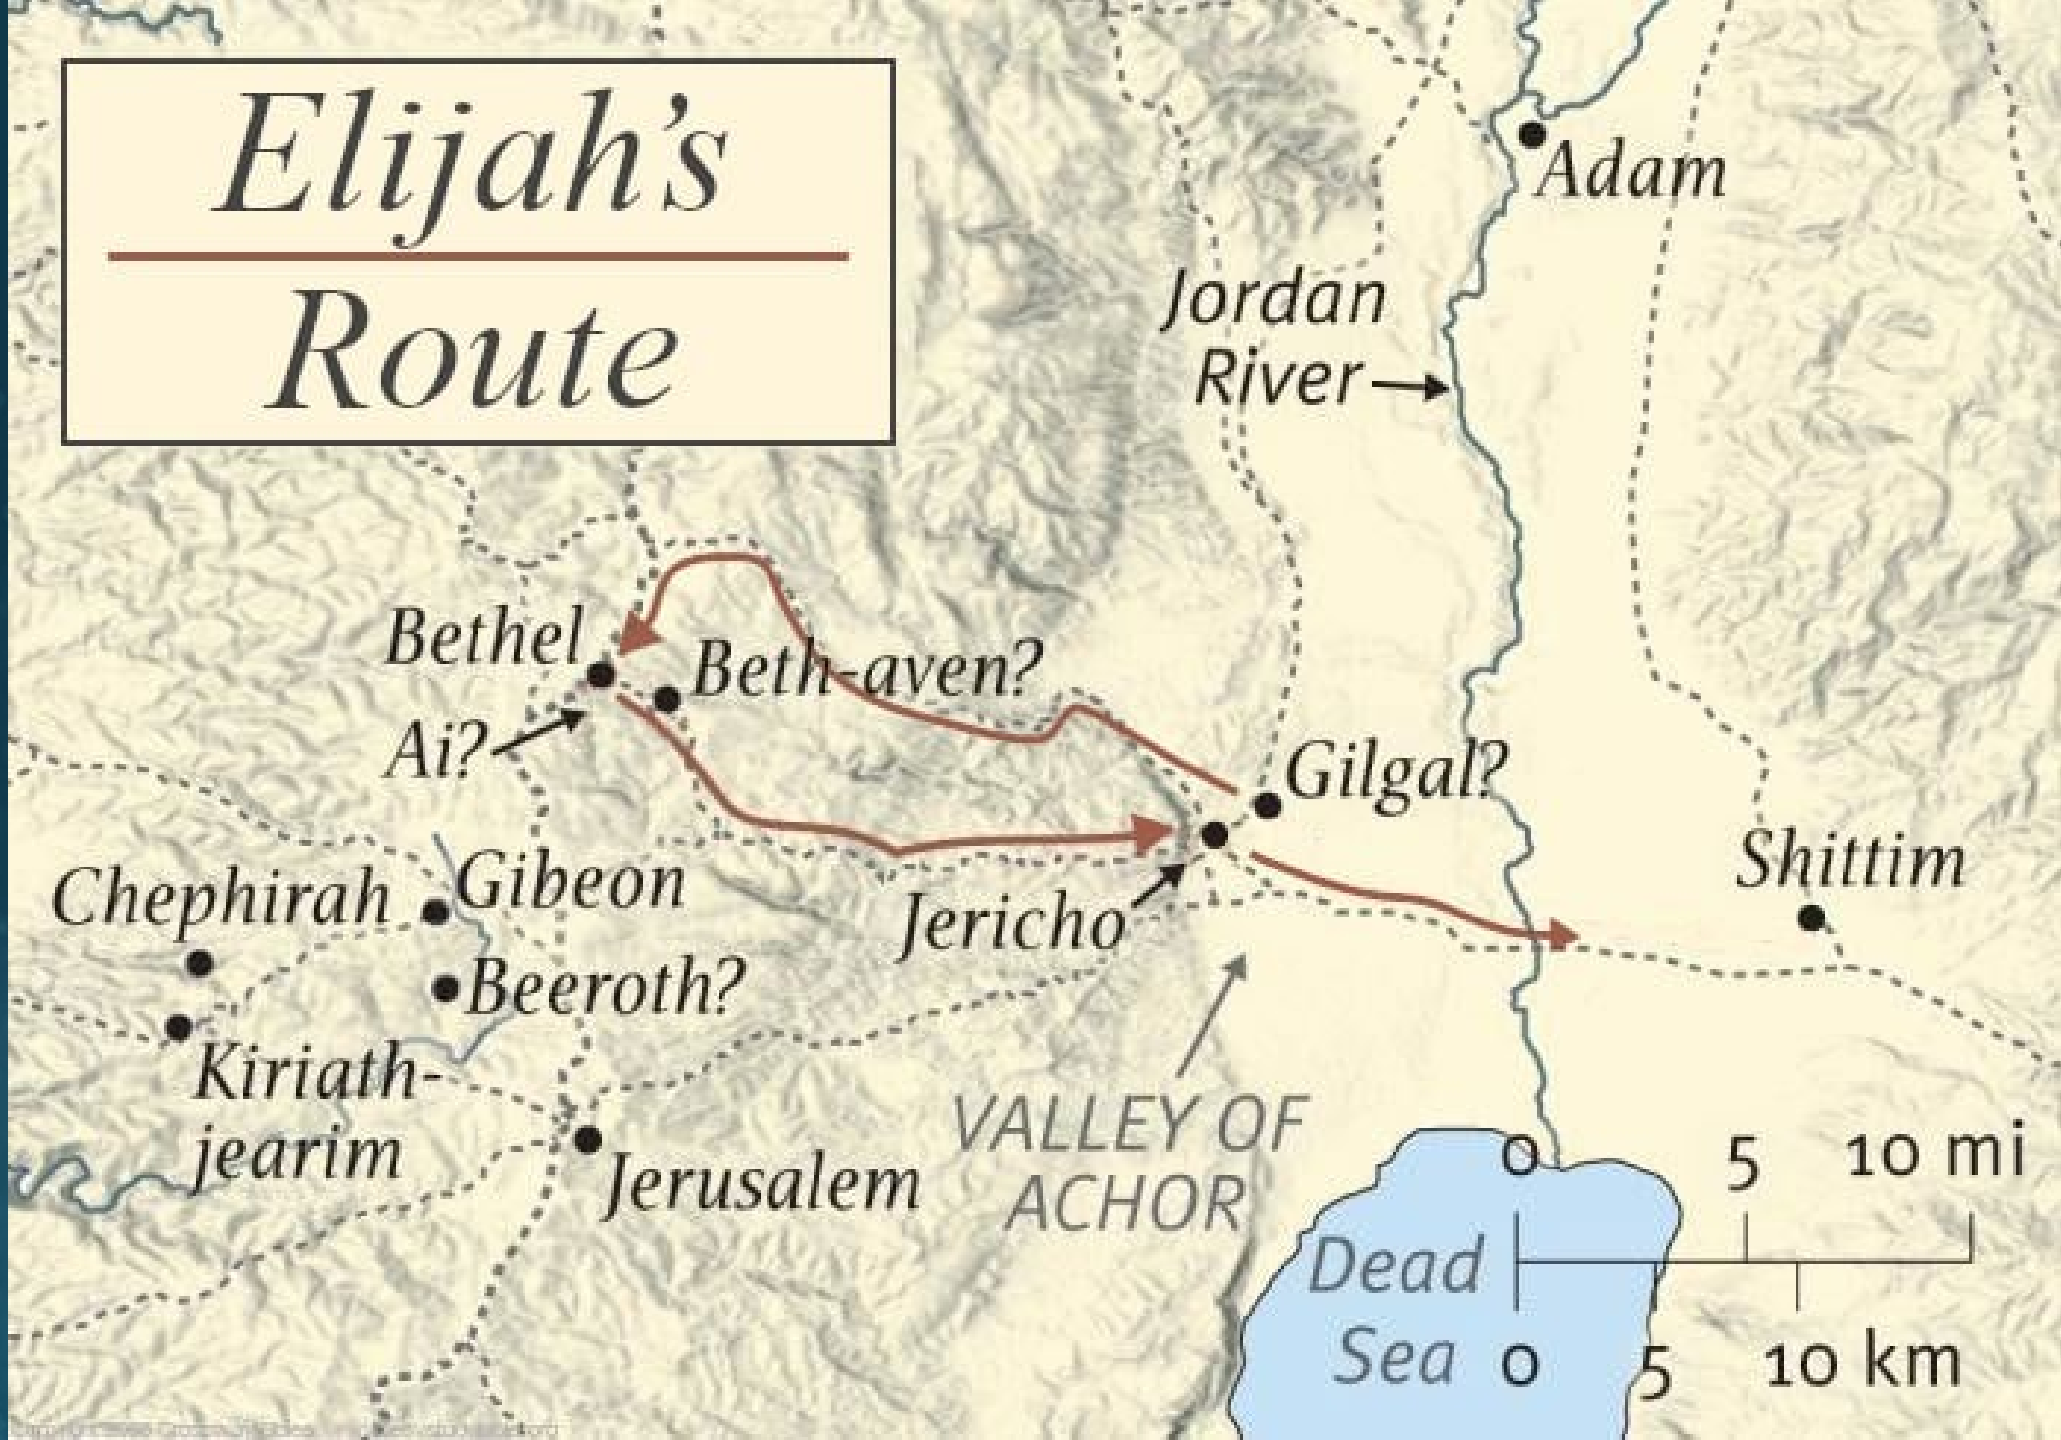 Elijah's
Route
Adam
Jordan
River
Bethel
Beth-aven?
Ai?
Gilgal?
Shittim
Chephirah
Gibeon
Jericho
Beeroth?
Kiriath-
jearim
VALLEY OF
ACHOR
Jerusalem
0 5 10 mi
Dead
Sea
0 5 10 km